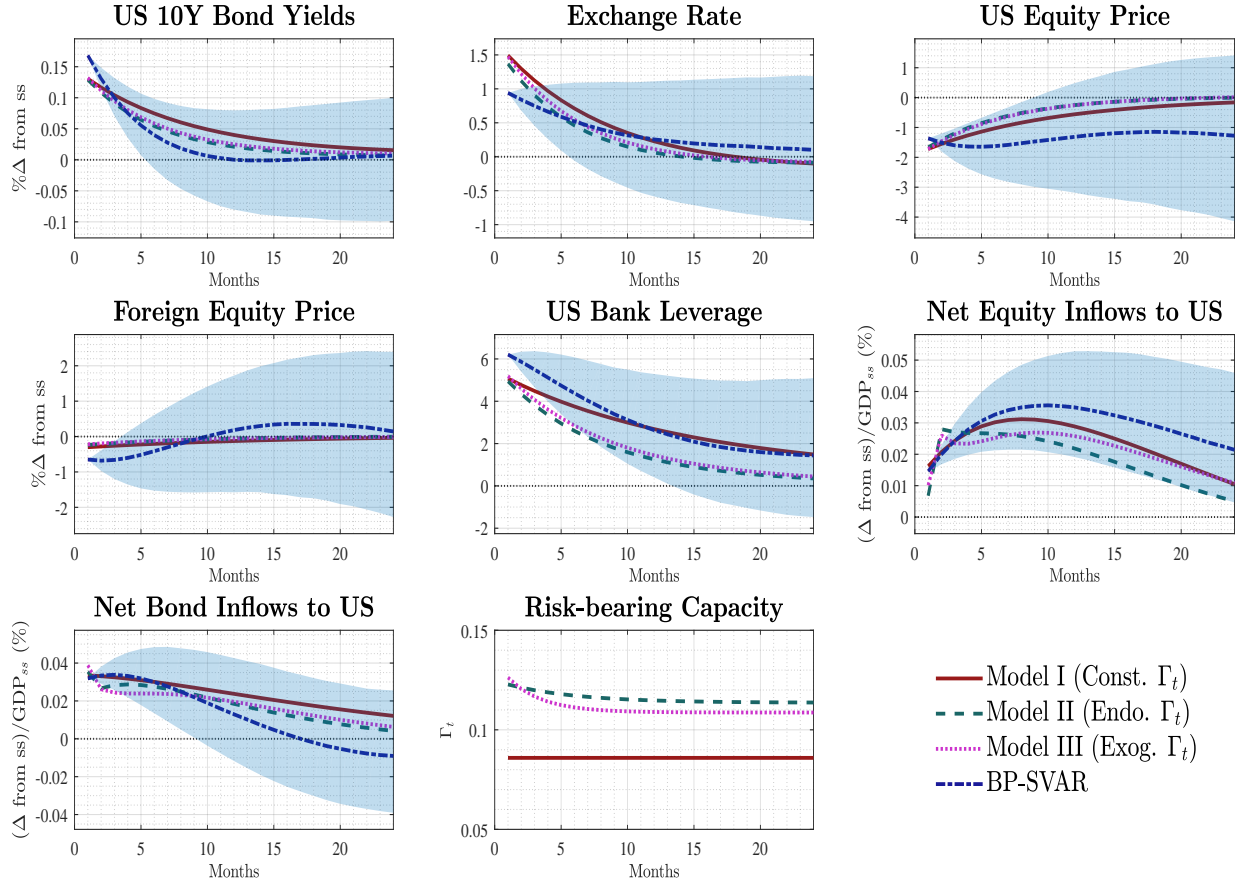 US 10Y Bond Yields
%Δ from ss
0.15
0.1
0.05
0
-0.05
-0.1
0 5 10 15 20
Months
Exchange Rate
1.5
1
0.5
0
-0.5
-1
0 5 10 15 20
Months
US Equity Price
1
0
-1
-2
-3
-4
0 5 10 15 20
Months
Foreign Equity Price
%Δ from ss
2
1
0
-1
-2
0 5 10 15 20
Months
US Bank Leverage
6
4
2
0
-2
0 5 10 15 20
Months
Net Equity Inflows to US
(Δ from ss)/GDP_ss (%)
0.05
0.04
0.03
0.02
0.01
0
0 5 10 15 20
Months
Net Bond Inflows to US
(Δ from ss)/GDP_ss (%)
0.04
0.02
0
-0.02
-0.04
0 5 10 15 20
Months
Risk-bearing Capacity
Γ_t
0.15
0.1
0.05
0 5 10 15 20
Months
Model I (Const. Γ_t)
Model II (Endo. Γ_t)
Model III (Exog. Γ_t)
BP-SVAR